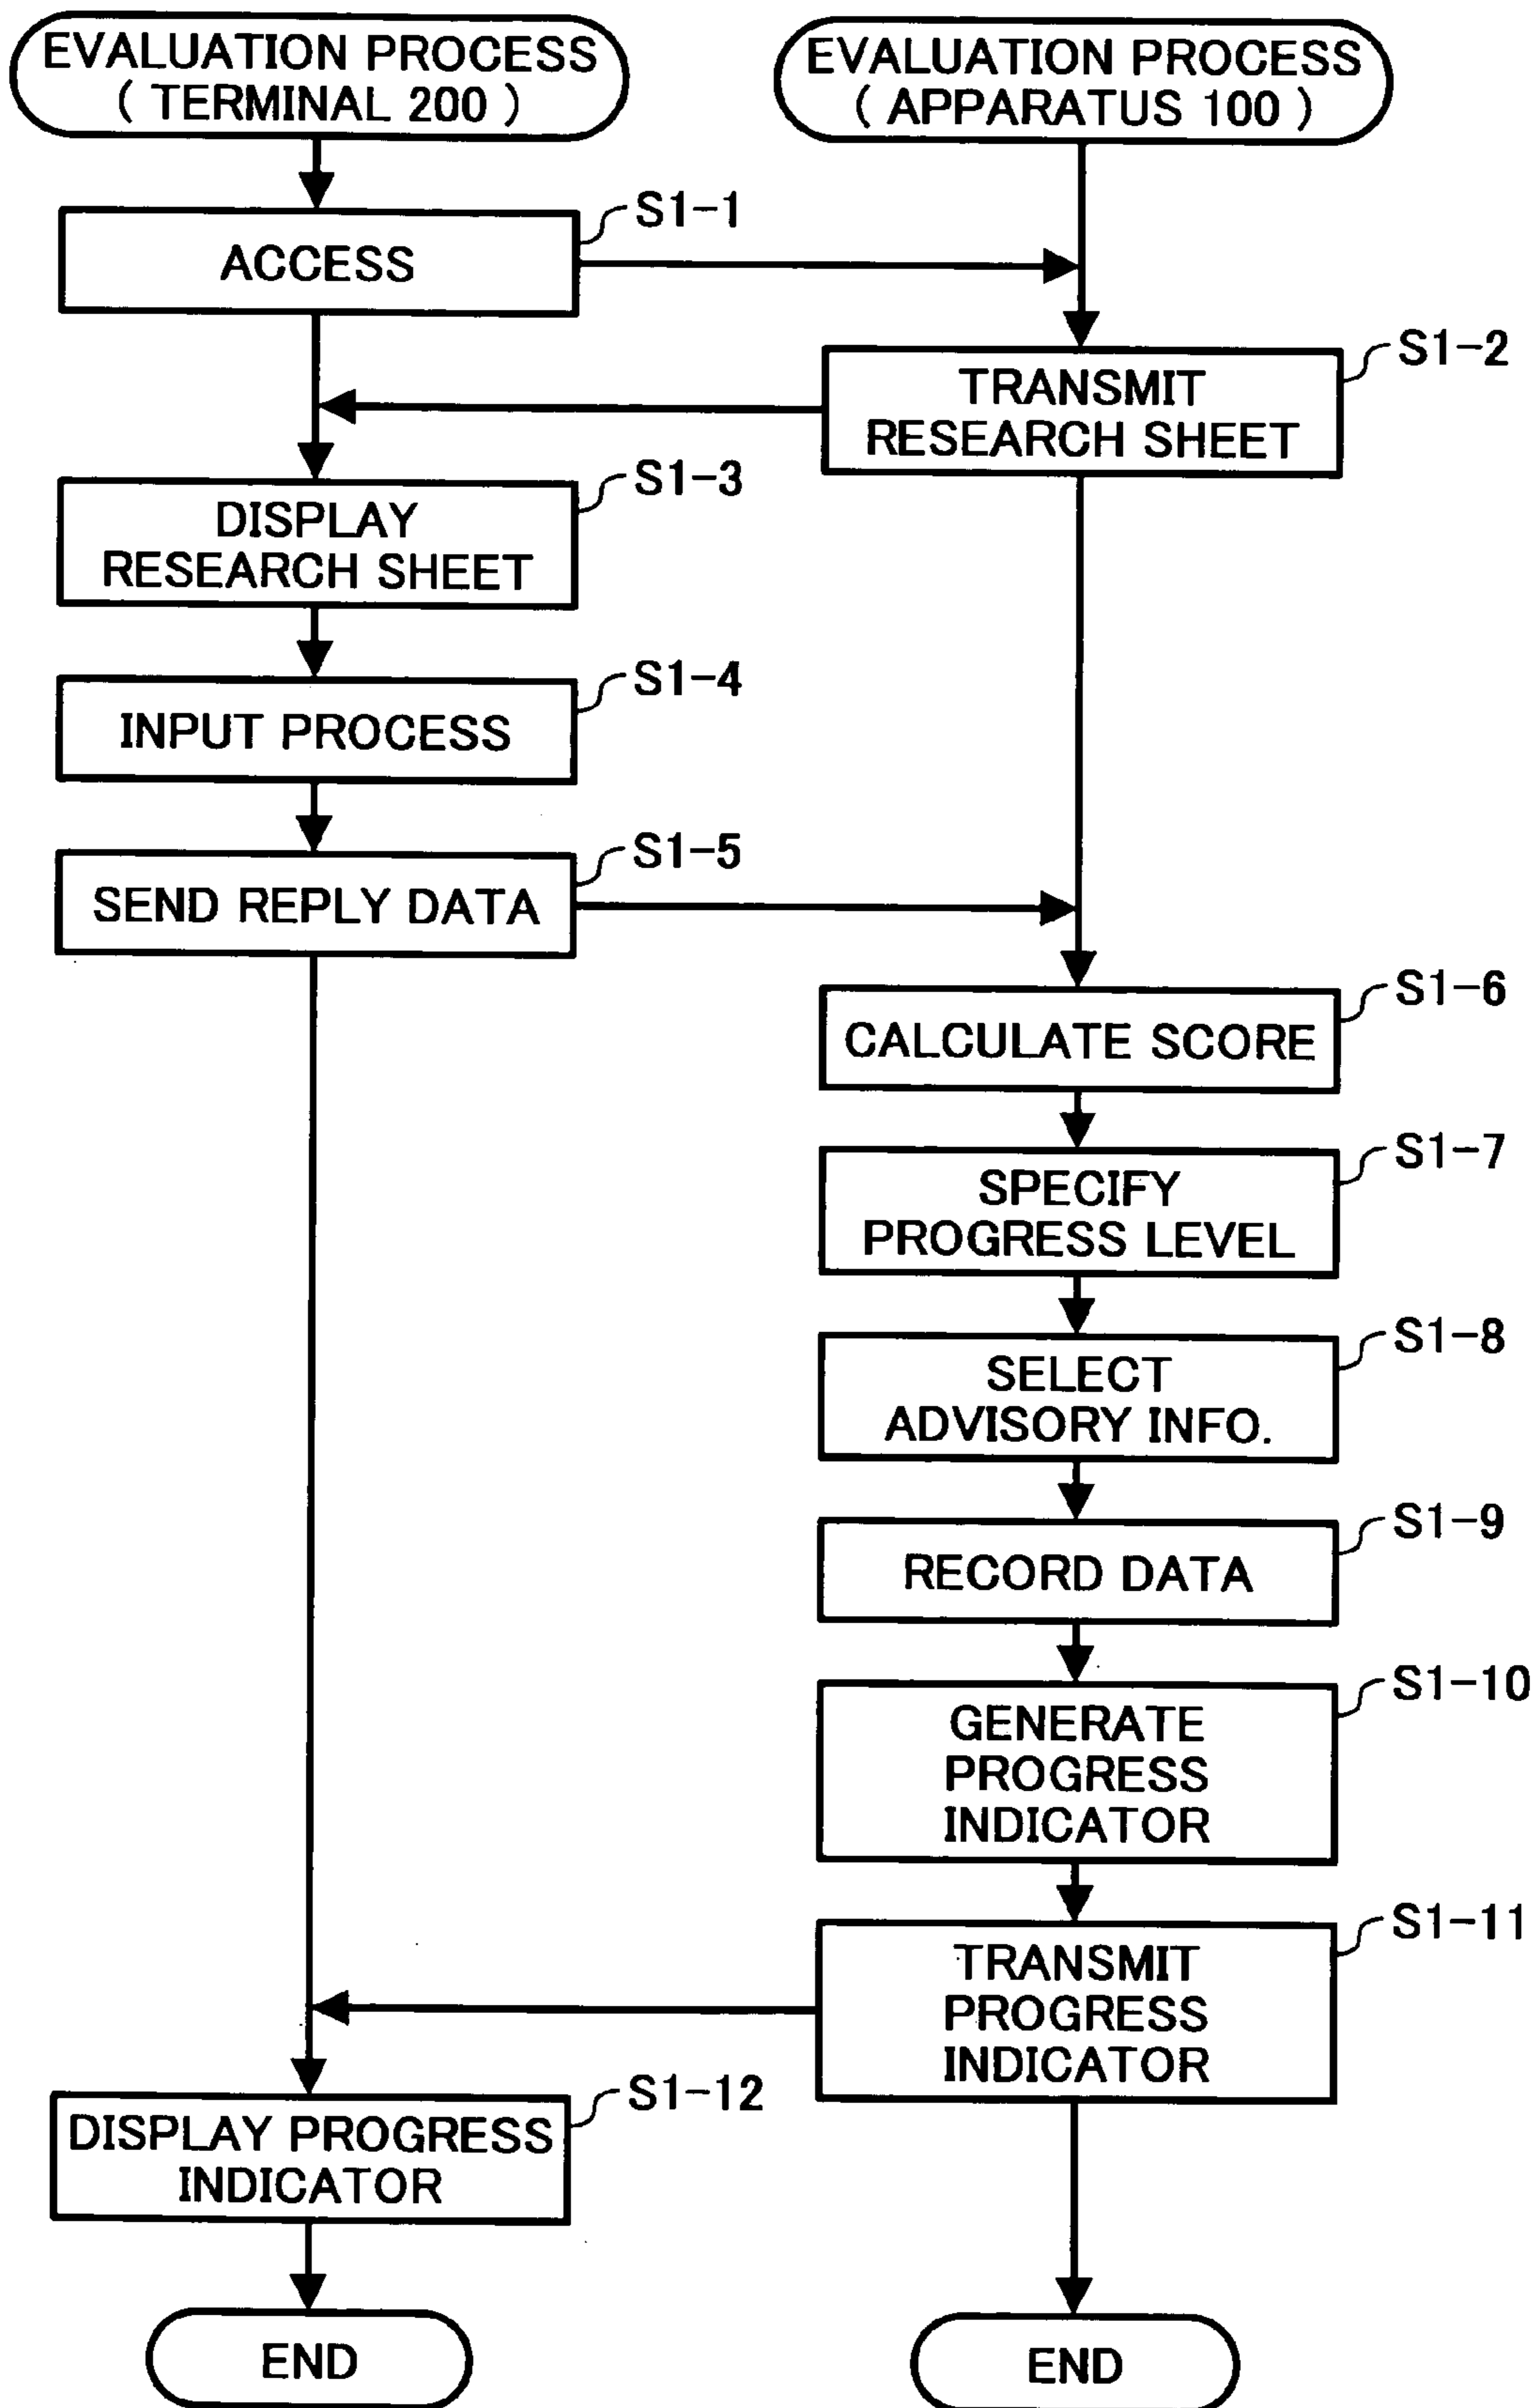 EVALUATION PROCESS
( TERMINAL 200 )
EVALUATION PROCESS
( APPARATUS 100 )
S1-1
ACCESS
S1-2
TRANSMIT
RESEARCH SHEET
S1-3
DISPLAY
RESEARCH SHEET
S1-4
INPUT PROCESS
S1-5
SEND REPLY DATA
S1-6
CALCULATE SCORE
S1-7
SPECIFY
PROGRESS LEVEL
S1-8
SELECT
ADVISORY INFO.
S1-9
RECORD DATA
S1-10
GENERATE
PROGRESS
INDICATOR
S1-11
TRANSMIT
PROGRESS
INDICATOR
S1-12
DISPLAY PROGRESS
INDICATOR
END
END